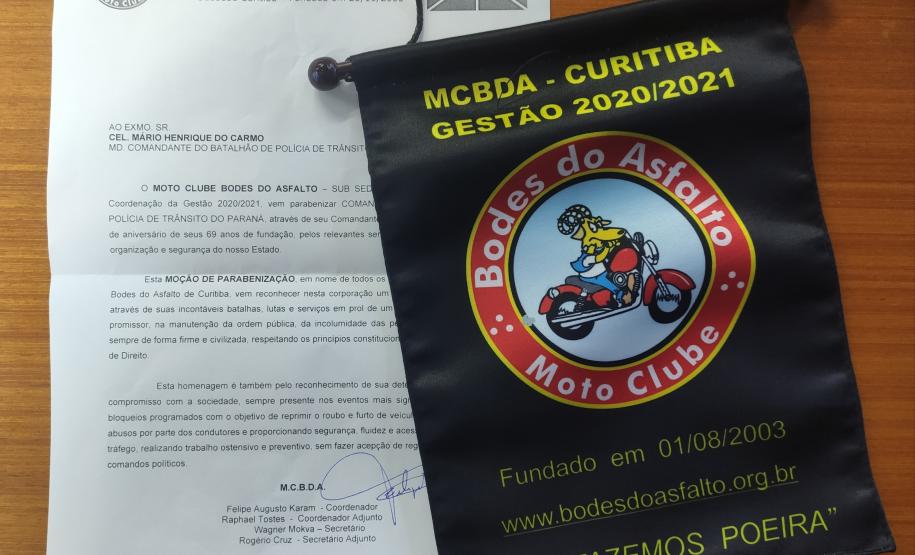 Moto Clube
AO EXMO. SR.
CEL. MÁRIO HENRIQUE DO CARMO
MD. COMANDANTE DO BATALHÃO DE POLÍCIA DE TRÂNSITO
O MOTO CLUBE BODES DO ASFALTO – SUB SED
Coordenação da Gestão 2020/2021, vem parabenizar COMAN
POLÍCIA DE TRÂNSITO DO PARANÁ, através de seu Comandante
de aniversário de seus 69 anos de fundação, pelos relevantes ser
organização e segurança do nosso Estado.
Esta MOÇÃO DE PARABENIZAÇÃO, em nome de todos os
Bodes do Asfalto de Curitiba, vem reconhecer nesta corporação um
através de suas incontáveis batalhas, lutas e serviços em prol de um
promissor, na manutenção da ordem pública, da incolumidade das pe
sempre de forma firme e civilizada, respeitando os princípios constitucion
de Direito.
Esta homenagem é também pelo reconhecimento de sua dete
compromisso com a sociedade, sempre presente nos eventos mais sig
bloqueios programados com o objetivo de reprimir o roubo e furto de veícul
abusos por parte dos condutores e proporcionando segurança, fluidez e aces
tráfego, realizando trabalho ostensivo e preventivo, sem fazer acepção de reg
comandos políticos.
M.C.B.D.A.
Felipe Augusto Karam - Coordenador
Raphael Tostes - Coordenador Adjunto
Wagner Mokva – Secretário
Rogério Cruz - Secretário Adjunto
MCBDA - CURITIBA
GESTÃO 2020/2021
Bodes do Asfalto
Moto Clube
Fundado em 01/08/2003
www.bodesdoasfalto.org.br
AZEMOS POEIRA”